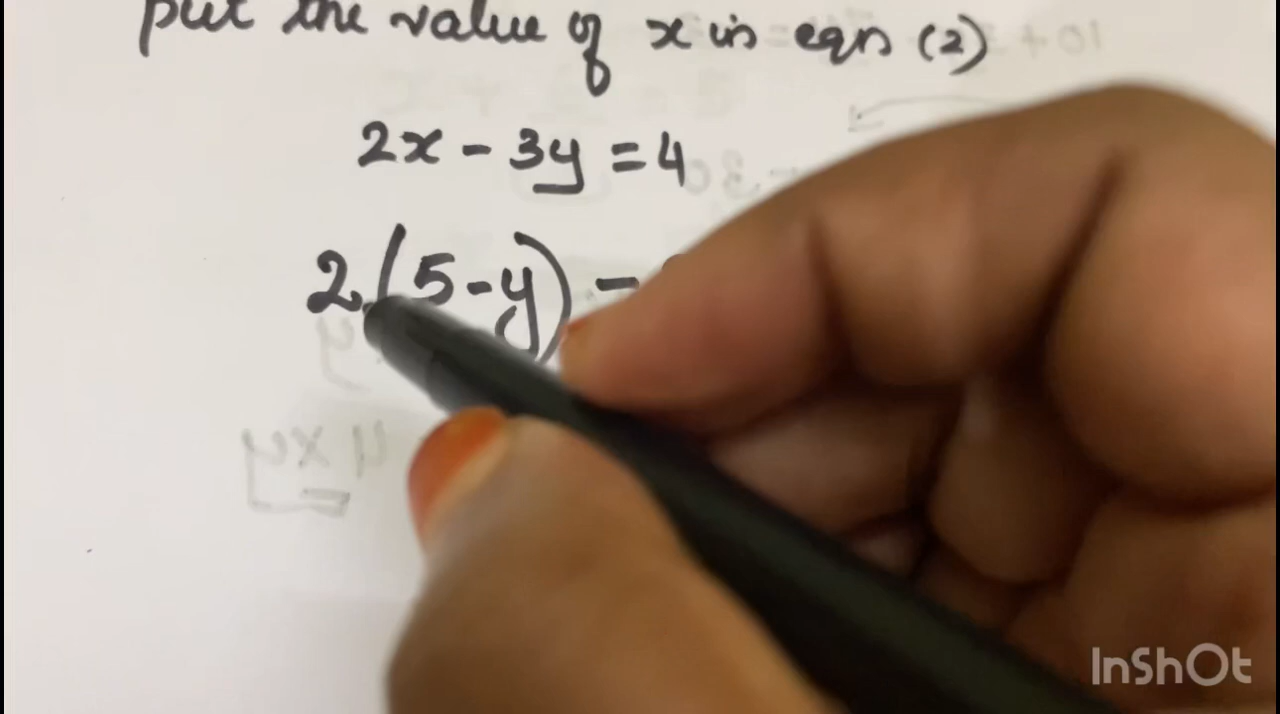 put the value of x in eqn (2)
2x - 3y = 4
2(5-y) -
InShOt